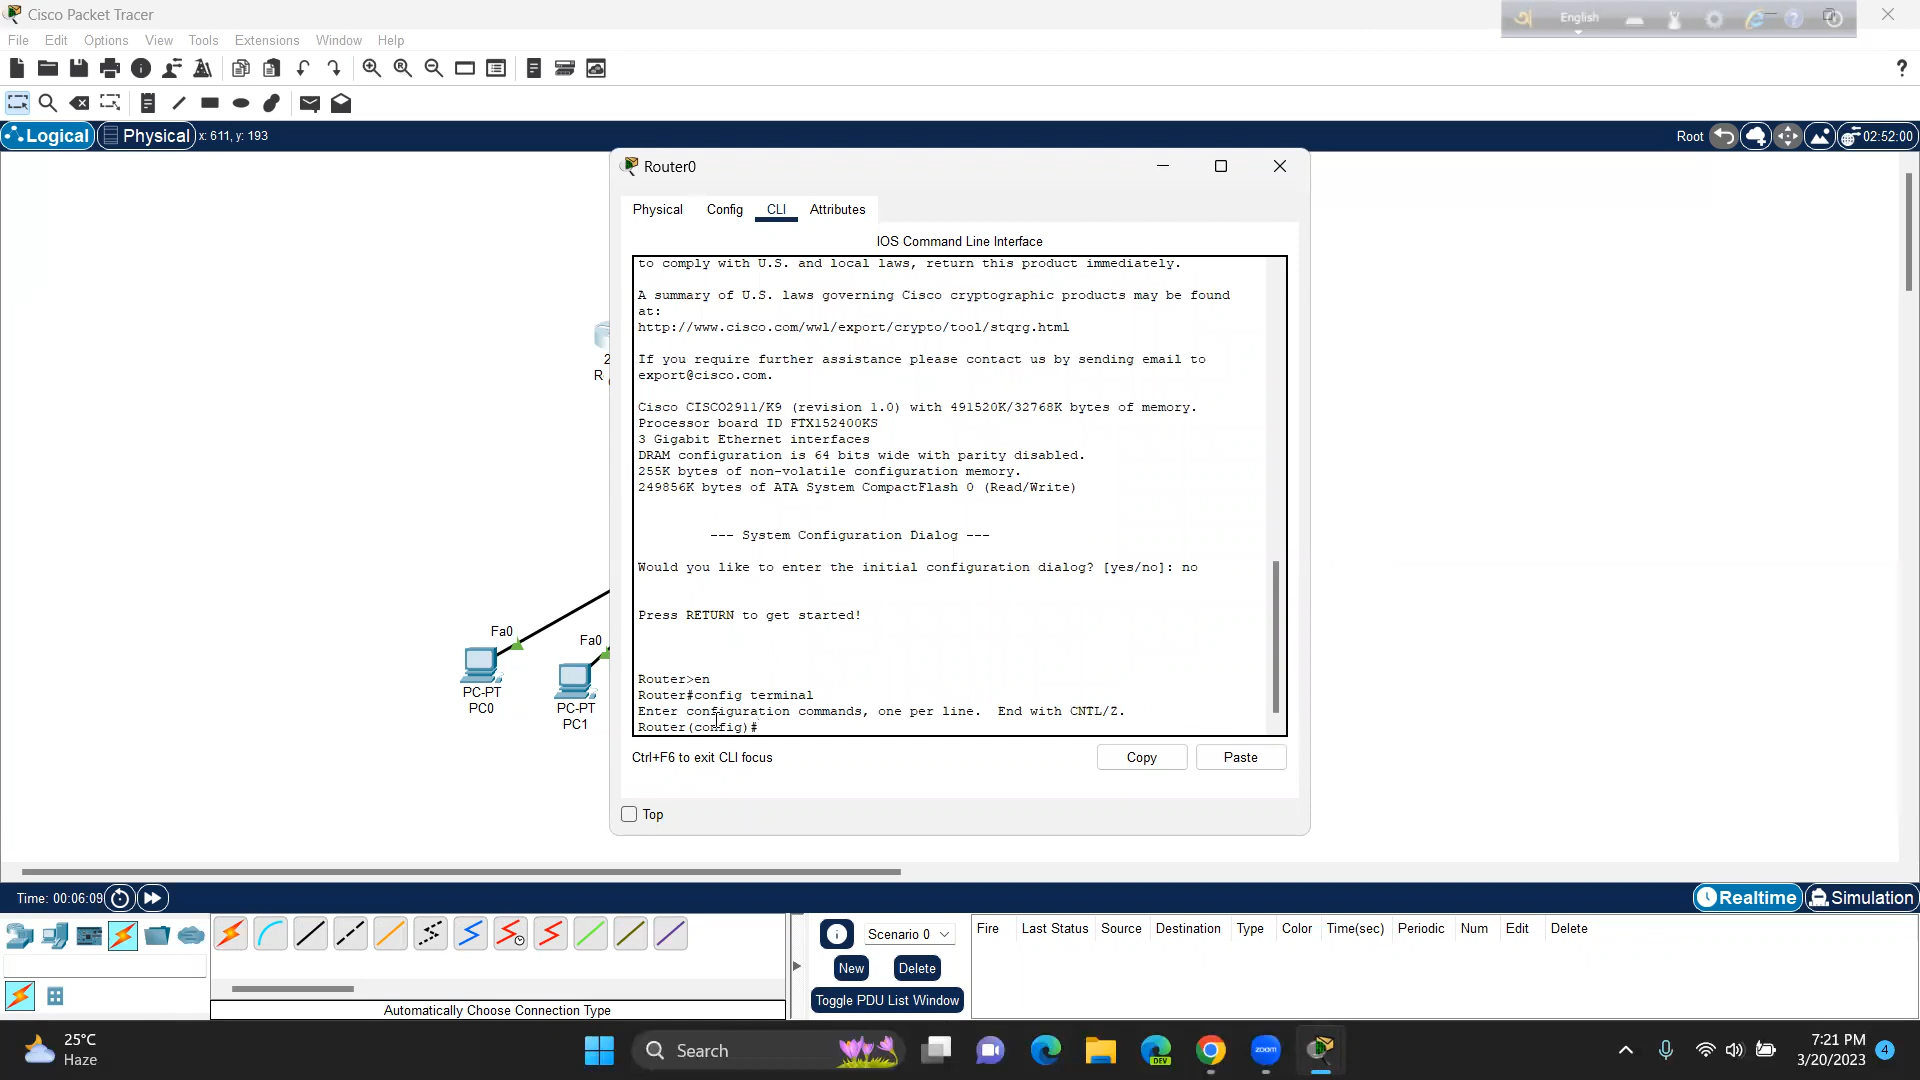 Cisco Packet Tracer
English
File Edit Options View Tools Extensions Window Help
Logical Physical x: 611, y: 193
Root 02:52:00
Router0
Physical Config CLI Attributes
IOS Command Line Interface
to comply with U.S. and local laws, return this product immediately.
A summary of U.S. laws governing Cisco cryptographic products may be found
at:
http://www.cisco.com/wwl/export/crypto/tool/stqrg.html
If you require further assistance please contact us by sending email to
export@cisco.com.
Cisco CISCO2911/K9 (revision 1.0) with 491520K/32768K bytes of memory.
Processor board ID FTX152400KS
3 Gigabit Ethernet interfaces
DRAM configuration is 64 bits wide with parity disabled.
255K bytes of non-volatile configuration memory.
249856K bytes of ATA System CompactFlash 0 (Read/Write)
--- System Configuration Dialog ---
Would you like to enter the initial configuration dialog? [yes/no]: no
Press RETURN to get started!
Router>en
Router#config terminal
Enter configuration commands, one per line. End with CNTL/Z.
Router(config)#
Ctrl+F6 to exit CLI focus
Copy Paste
Top
2
R
Fa0
Fa0
PC-PT
PC0
PC-PT
PC1
Time: 00:06:09
Realtime Simulation
Automatically Choose Connection Type
Scenario 0
New Delete
Toggle PDU List Window
Fire Last Status Source Destination Type Color Time(sec) Periodic Num Edit Delete
25°C
Haze
Search
DEV
zoom
7:21 PM
3/20/2023
4